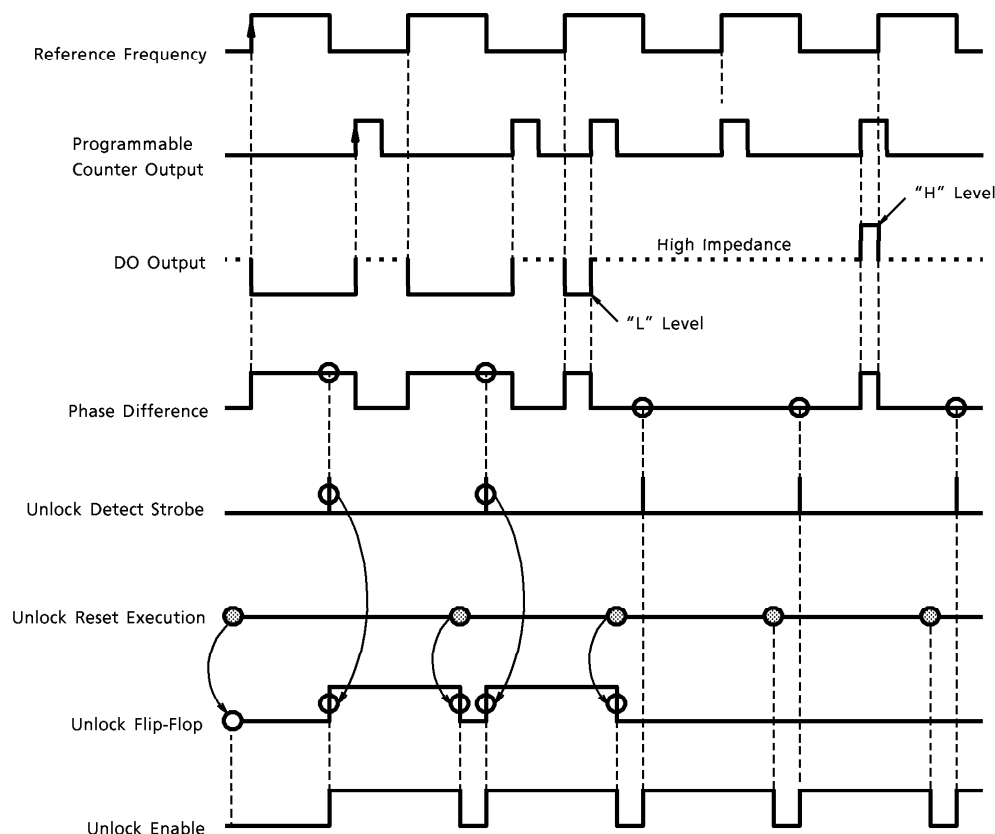 Reference Frequency
Programmable
Counter Output
“H” Level
High Impedance
DO Output
“L” Level
Phase Difference
Unlock Detect Strobe
Unlock Reset Execution
Unlock Flip-Flop
Unlock Enable